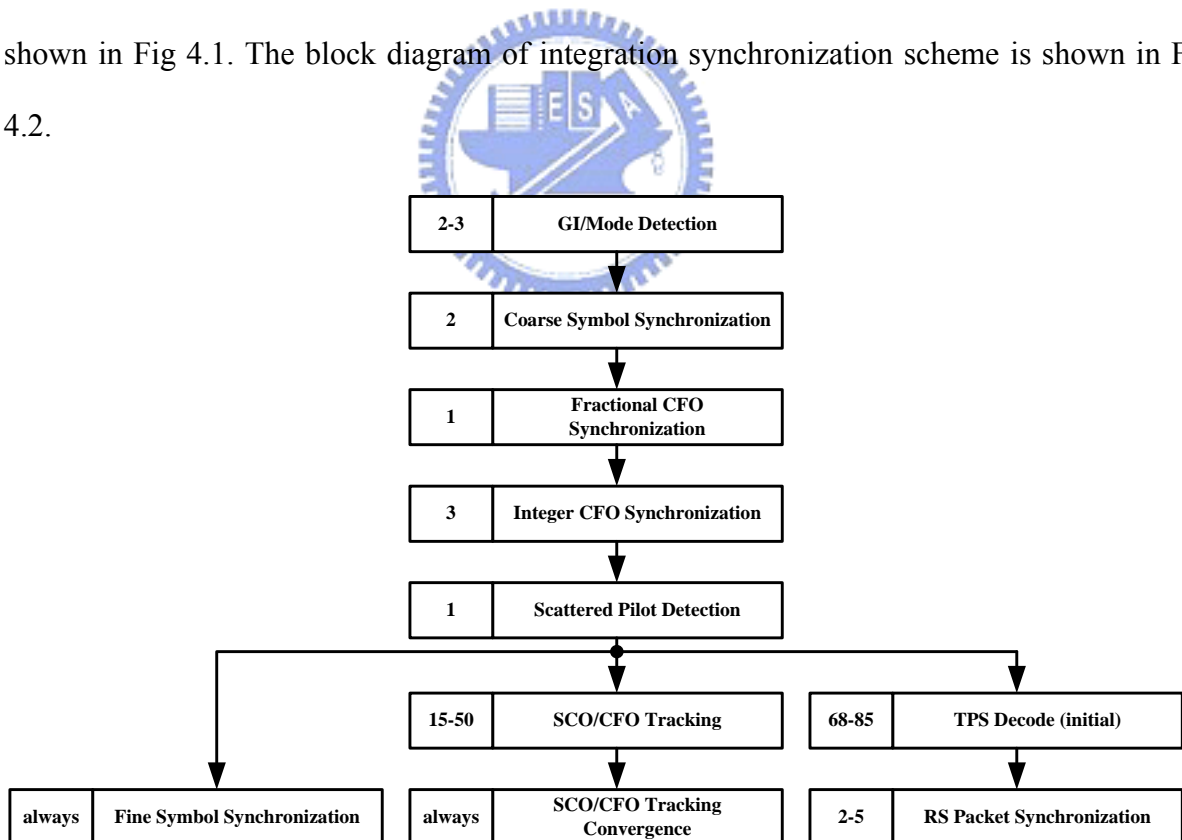 shown in Fig 4.1. The block diagram of integration synchronization scheme is shown in F
4.2.
E S A
2-3 GI/Mode Detection
2 Coarse Symbol Synchronization
1 Fractional CFO
Synchronization
3 Integer CFO Synchronization
1 Scattered Pilot Detection
15-50 SCO/CFO Tracking
68-85 TPS Decode (initial)
always Fine Symbol Synchronization
always SCO/CFO Tracking
Convergence
2-5 RS Packet Synchronization